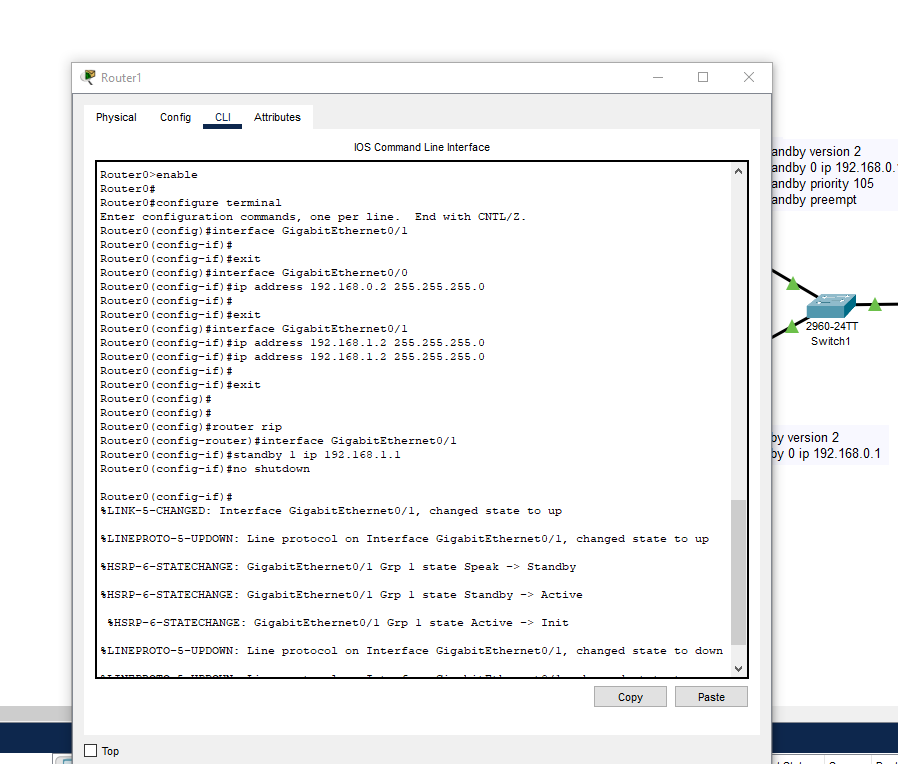 Router1
Physical Config CLI Attributes
IOS Command Line Interface
Router0>enable
Router0#
Router0#configure terminal
Enter configuration commands, one per line. End with CNTL/Z.
Router0(config)#interface GigabitEthernet0/1
Router0(config-if)#
Router0(config-if)#exit
Router0(config)#interface GigabitEthernet0/0
Router0(config-if)#ip address 192.168.0.2 255.255.255.0
Router0(config-if)#
Router0(config-if)#exit
Router0(config)#interface GigabitEthernet0/1
Router0(config-if)#ip address 192.168.1.2 255.255.255.0
Router0(config-if)#ip address 192.168.1.2 255.255.255.0
Router0(config-if)#
Router0(config-if)#exit
Router0(config)#
Router0(config)#
Router0(config)#router rip
Router0(config-router)#interface GigabitEthernet0/1
Router0(config-if)#standby 1 ip 192.168.1.1
Router0(config-if)#no shutdown
Router0(config-if)#
%LINK-5-CHANGED: Interface GigabitEthernet0/1, changed state to up
%LINEPROTO-5-UPDOWN: Line protocol on Interface GigabitEthernet0/1, changed state to up
%HSRP-6-STATECHANGE: GigabitEthernet0/1 Grp 1 state Speak -> Standby
%HSRP-6-STATECHANGE: GigabitEthernet0/1 Grp 1 state Standby -> Active
%HSRP-6-STATECHANGE: GigabitEthernet0/1 Grp 1 state Active -> Init
%LINEPROTO-5-UPDOWN: Line protocol on Interface GigabitEthernet0/1, changed state to down
Copy Paste
Top
andby version 2
andby 0 ip 192.168.0.
andby priority 105
andby preempt
2960-24TT
Switch1
by version 2
by 0 ip 192.168.0.1